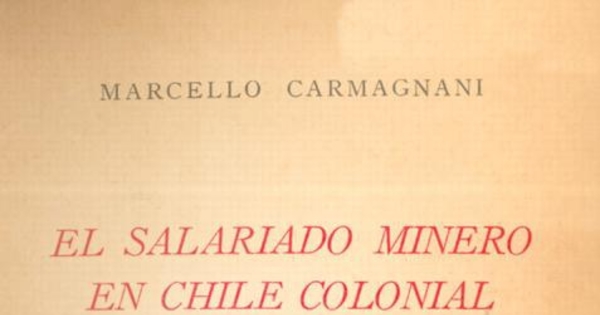 MARCELLO CARMAGNANI
EL SALARIADO MINERO
EN CHILE COLONIAL